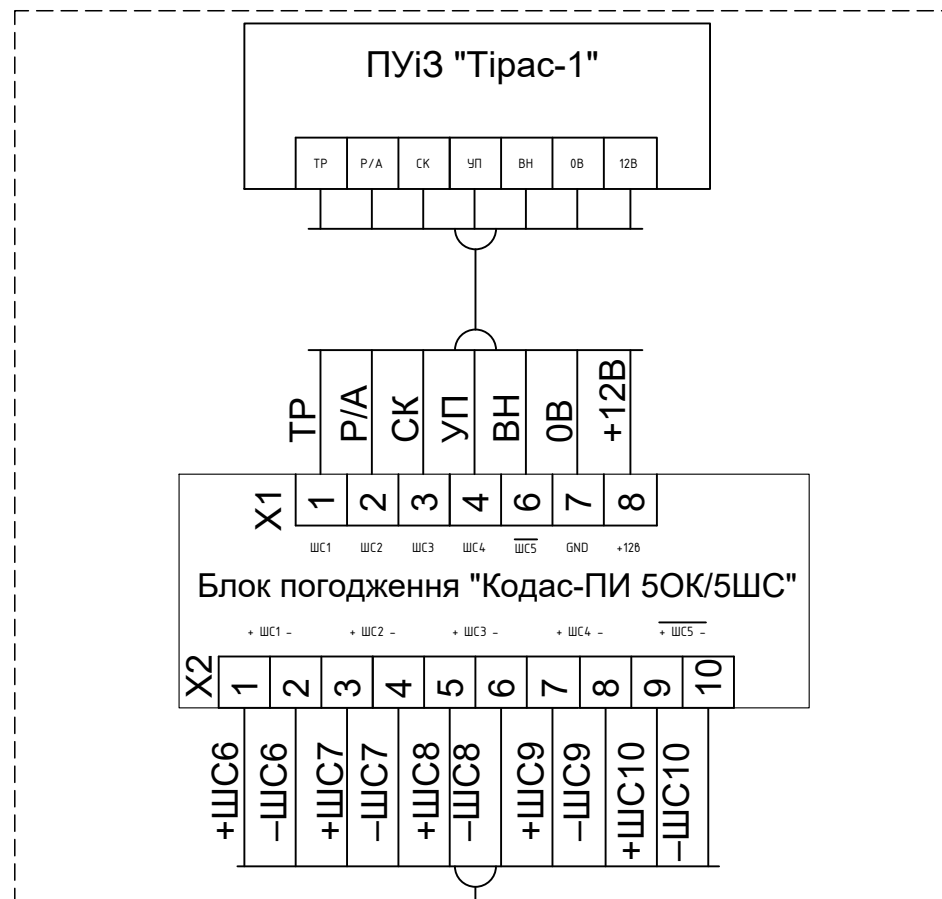 ПУіЗ "Тірас-1"
ТР Р/А СК УП ВН 0В 12В
ТР Р/А СК УП ВН 0В +12В
Х1 1 2 3 4 6 7 8
ШС1 ШС2 ШС3 ШС4 ШС5 GND +12в
Блок погодження "Кодас-ПИ 5ОК/5ШС"
+ ШС1 – + ШС2 – + ШС3 – + ШС4 – + ШС5 –
Х2 1 2 3 4 5 6 7 8 9 10
+ШС6 –ШС6 +ШС7 –ШС7 +ШС8 –ШС8 +ШС9 –ШС9 +ШС10 –ШС10